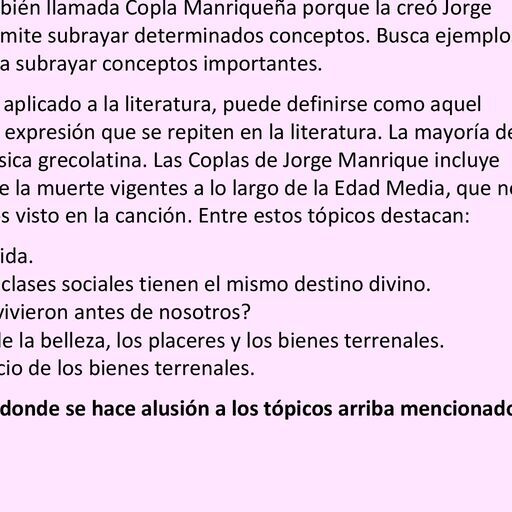 bién llamada Copla Manriqueña porque la creó Jorge
mite subrayar determinados conceptos. Busca ejemplo
a subrayar conceptos importantes.
aplicado a la literatura, puede definirse como aquel
expresión que se repiten en la literatura. La mayoría de
sica grecolatina. Las Coplas de Jorge Manrique incluye
e la muerte vigentes a lo largo de la Edad Media, que n
s visto en la canción. Entre estos tópicos destacan:
ida.
clases sociales tienen el mismo destino divino.
vivieron antes de nosotros?
de la belleza, los placeres y los bienes terrenales.
cio de los bienes terrenales.
donde se hace alusión a los tópicos arriba mencionado